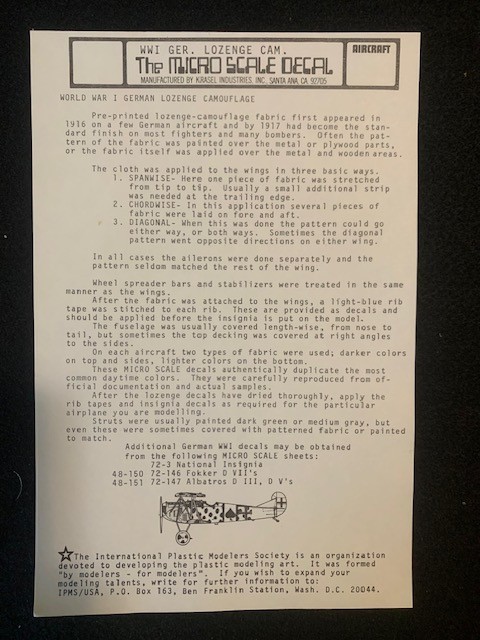 WWI GER. LOZENGE CAM.
AIRCRAFT
The MICRO SCALE DECAL
MANUFACTURED BY KRASEL INDUSTRIES, INC. SANTA ANA, CA. 92705
WORLD WAR I GERMAN LOZENGE CAMOUFLAGE
Pre-printed lozenge-camouflage fabric first appeared in
1916 on a few German aircraft and by 1917 had become the stan-
dard finish on most fighters and many bombers. Often the pat-
tern of the fabric was painted over the metal or plywood parts,
or the fabric itself was applied over the metal and wooden areas.
The cloth was applied to the wings in three basic ways.
1. SPANWISE- Here one piece of fabric was stretched
from tip to tip. Usually a small additional strip
was needed at the trailing edge.
2. CHORDWISE- In this application several pieces of
fabric were laid on fore and aft.
3. DIAGONAL- When this was done the pattern could go
either way, or both ways. Sometimes the diagonal
pattern went opposite directions on either wing.
In all cases the ailerons were done separately and the
pattern seldom matched the rest of the wing.
Wheel spreader bars and stabilizers were treated in the same
manner as the wings.
After the fabric was attached to the wings, a light-blue rib
tape was stitched to each rib. These are provided as decals and
should be applied before the insignia is put on the model.
The fuselage was usually covered length-wise, from nose to
tail, but sometimes the top decking was covered at right angles
to the sides.
On each aircraft two types of fabric were used; darker colors
on top and sides, lighter colors on the bottom.
These MICRO SCALE decals authentically duplicate the most
common daytime colors. They were carefully reproduced from of-
ficial documentation and actual samples.
After the lozenge decals have dried thoroughly, apply the
rib tapes and insignia decals as required for the particular
airplane you are modelling.
Struts were usually painted dark green or medium gray, but
even these were sometimes covered with patterned fabric or painted
to match.
Additional German WWI decals may be obtained
from the following MICRO SCALE sheets:
72-3 National Insignia
48-150 72-146 Fokker D VII's
48-151 72-147 Albatros D III, D V's
The International Plastic Modelers Society is an organization
devoted to developing the plastic modeling art. It was formed
"by modelers - for modelers". If you wish to expand your
modeling talents, write for further information to:
IPMS/USA, P.O. Box 163, Ben Franklin Station, Wash. D.C. 20044.